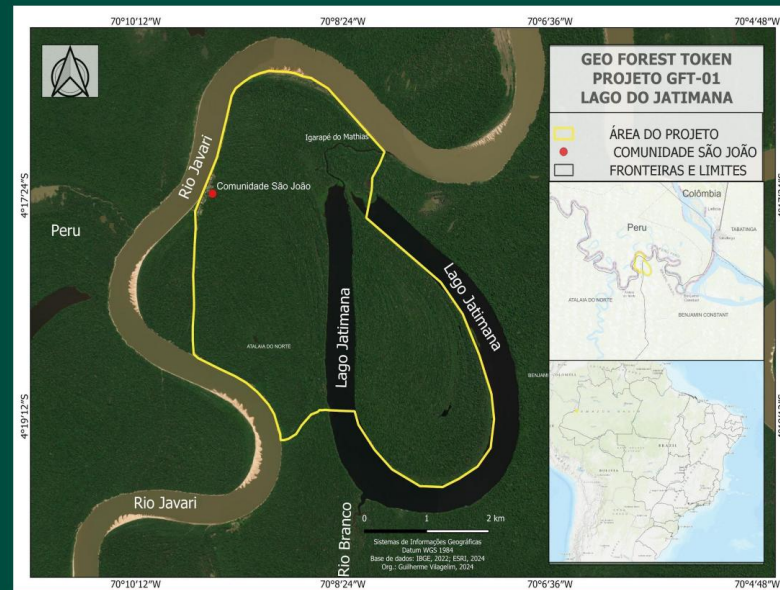 70°10'12"W
70°8'24"W
70°6'36"W
70°4'48"W
GEO FOREST TOKEN
PROJETO GFT-01
LAGO DO JATIMANA
ÁREA DO PROJETO
COMUNIDADE SÃO JOÃO
FRONTEIRAS E LIMITES
Igarapé do Mathias
Rio Javari
Comunidade São João
4°17'24"S
Peru
Lago Jatimana
Lago Jatimana
ATALAIA DO NORTE
4°19'12"S
Rio Javari
Rio Branco
0 1 2 km
Sistemas de Informações Geográficas
Datum WGS 1984
Base de dados: IBGE, 2022; ESRI, 2024
Org.: Guilherme Vilagelim, 2024
Colômbia
Peru
TABATINGA
ATALAIA DO NORTE
BENJAMIN CONSTANT
BRAZIL
70°10'12"W
70°8'24"W
70°6'36"W
70°4'48"W